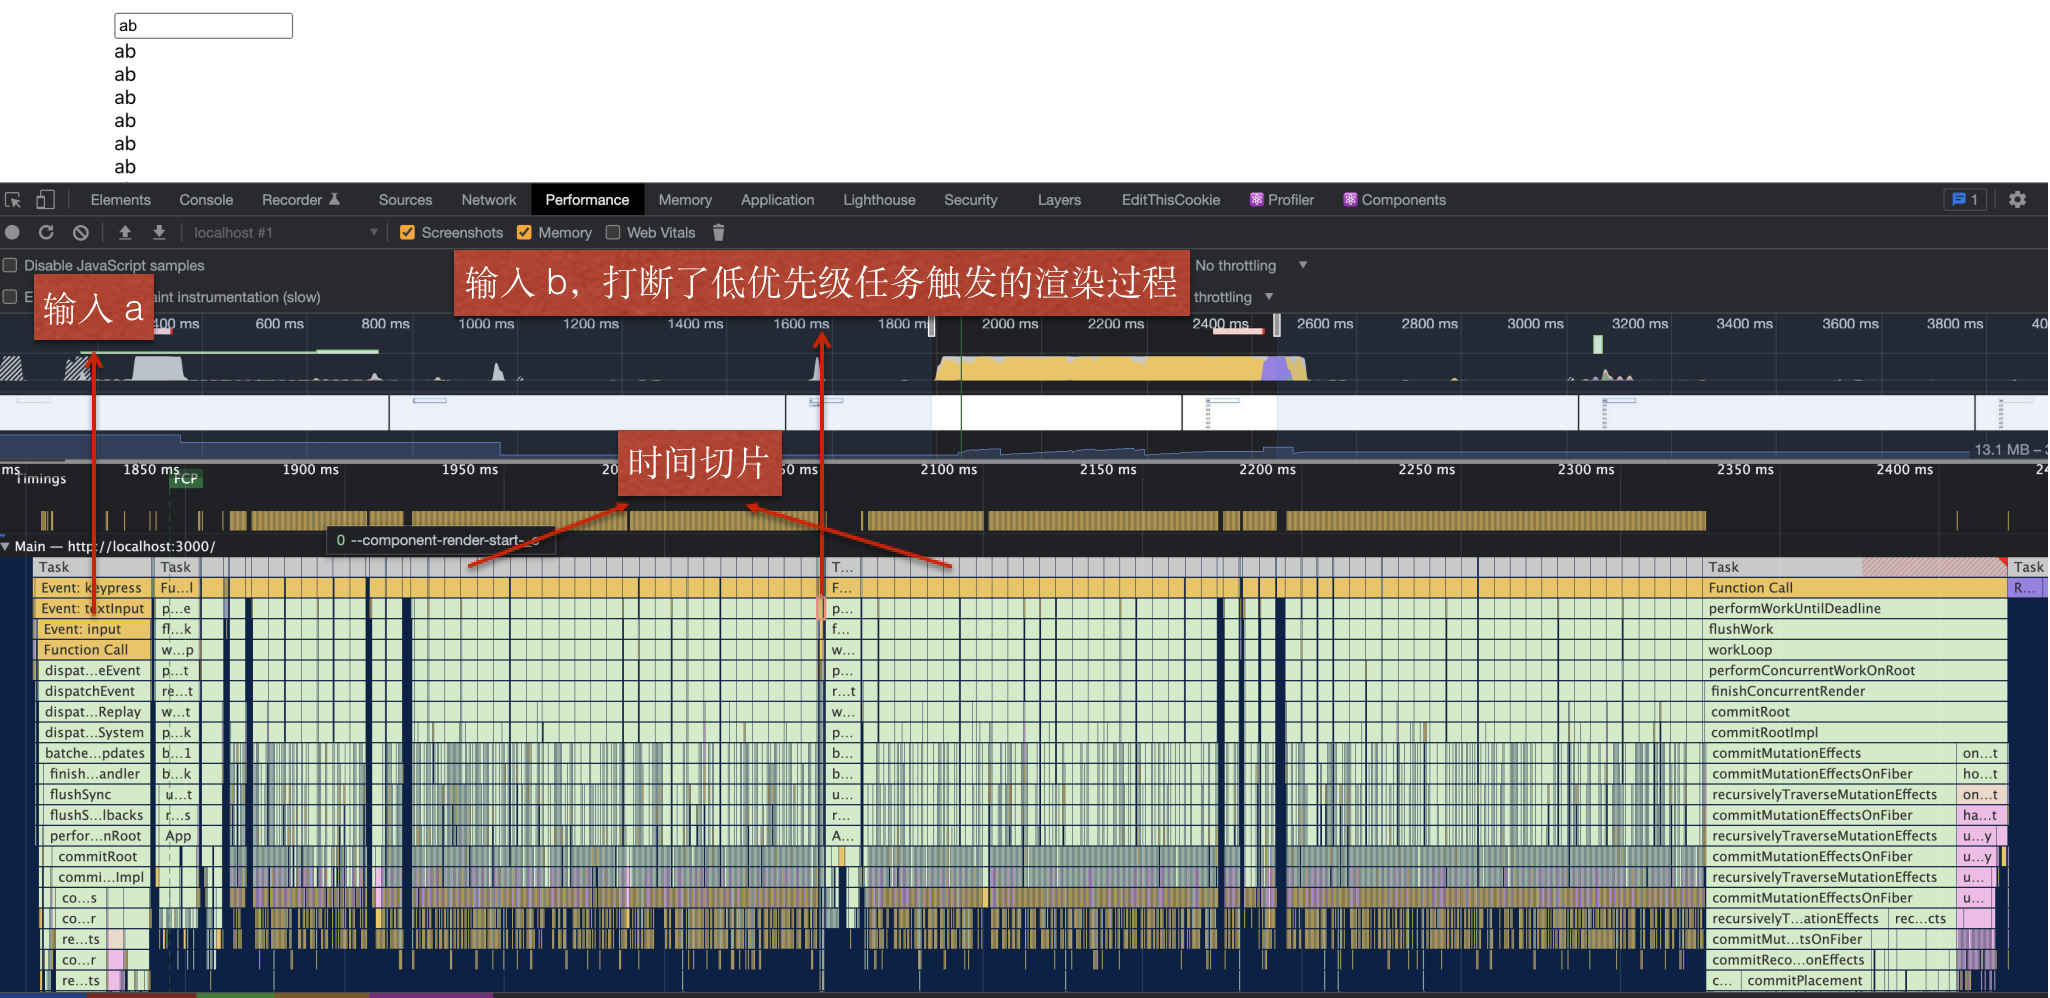 ab
ab
ab
ab
ab
ab
ab
Elements Console Recorder Sources Network Performance Memory Application Lighthouse Security Layers EditThisCookie Profiler Components 1
localhost #1 Screenshots Memory Web Vitals
Disable JavaScript samples No throttling
输入 b，打断了低优先级任务触发的渲染过程
输入 a
E aint instrumentation (slow) throttling
400 ms 600 ms 800 ms 1000 ms 1200 ms 1400 ms 1600 ms 1800 ms 2000 ms 2200 ms 2400 ms 2600 ms 2800 ms 3000 ms 3200 ms 3400 ms 3600 ms 3800 ms 40
13.1 MB –
时间切片
ms 1850 ms 1900 ms 1950 ms 20 50 ms 2100 ms 2150 ms 2200 ms 2250 ms 2300 ms 2350 ms 2400 ms
Timings FCP
0 --component-render-start-
Main — http://localhost:3000/
Task Task T... Task Task
Event: keypress Fu...l F... Function Call R...
Event: textInput p...e p... performWorkUntilDeadline
Event: input fl...k f... flushWork
Function Call w...p w... workLoop
dispat...eEvent p...t p... performConcurrentWorkOnRoot
dispatchEvent re...t r...t finishConcurrentRender
dispat...Replay w...t w... commitRoot
dispat...System p...k p... commitRootImpl
batche...pdates b...1 b... commitMutationEffects on...t
finish...andler b...k b... commitMutationEffectsOnFiber ho...t
flushSync u...t u... recursivelyTraverseMutationEffects on...t
flushS...lbacks r...s r... commitMutationEffectsOnFiber ha...t
perfor...nRoot App A... recursivelyTraverseMutationEffects u...y
commitRoot commitMutationEffectsOnFiber u...y
commi...Impl recursivelyTraverseMutationEffects u...
co...s commitMutationEffectsOnFiber u...
co...r recursivelyT...ationEffects rec...cts
re...ts commitMut...tsOnFiber
co...r commitReco...onEffects
re...ts c... commitPlacement